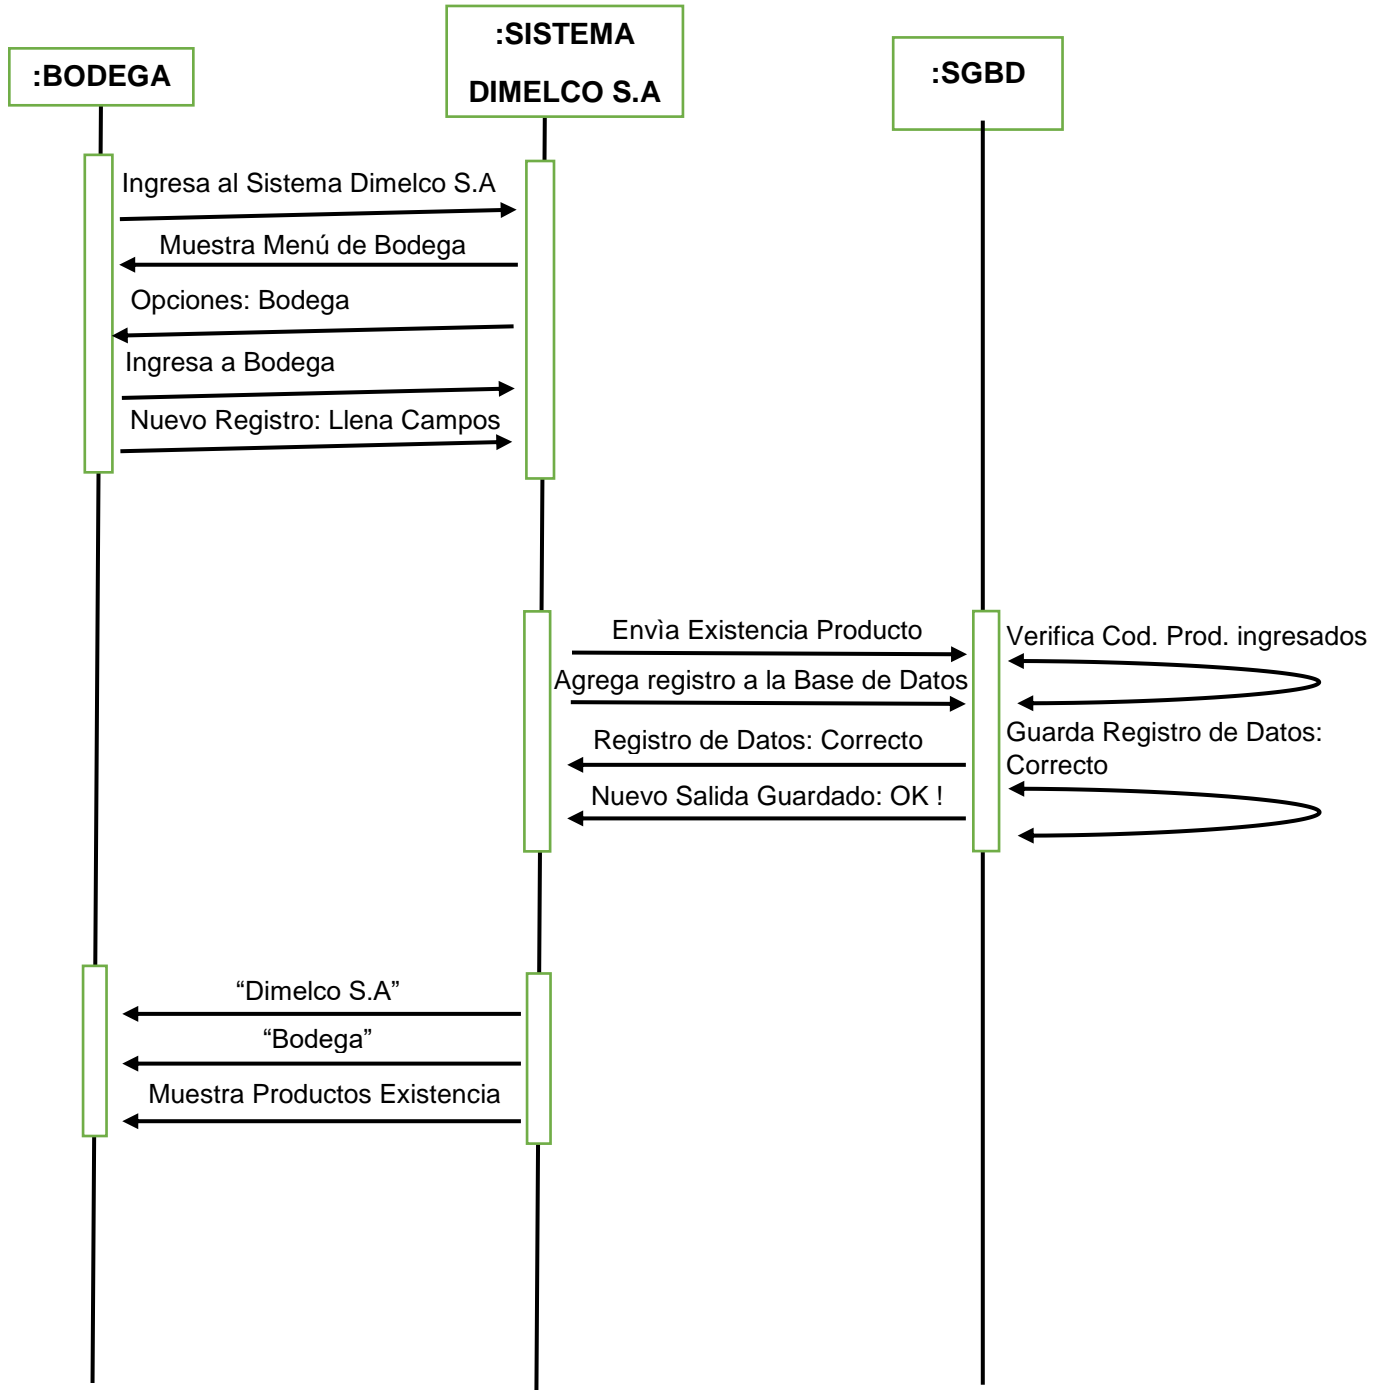 :SISTEMA
DIMELCO S.A
:BODEGA
:SGBD
Ingresa al Sistema Dimelco S.A
Muestra Menú de Bodega
Opciones: Bodega
Ingresa a Bodega
Nuevo Registro: Llena Campos
Envìa Existencia Producto
Verifica Cod. Prod. ingresados
Agrega registro a la Base de Datos
Registro de Datos: Correcto
Guarda Registro de Datos:
Correcto
Nuevo Salida Guardado: OK !
“Dimelco S.A”
“Bodega”
Muestra Productos Existencia